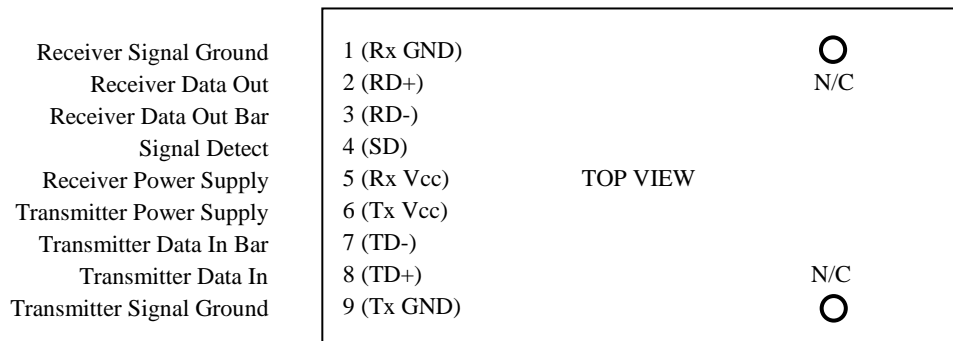 Receiver Signal Ground 1 (Rx GND)
Receiver Data Out 2 (RD+) N/C
Receiver Data Out Bar 3 (RD-)
Signal Detect 4 (SD)
Receiver Power Supply 5 (Rx Vcc) TOP VIEW
Transmitter Power Supply 6 (Tx Vcc)
Transmitter Data In Bar 7 (TD-)
Transmitter Data In 8 (TD+) N/C
Transmitter Signal Ground 9 (Tx GND)